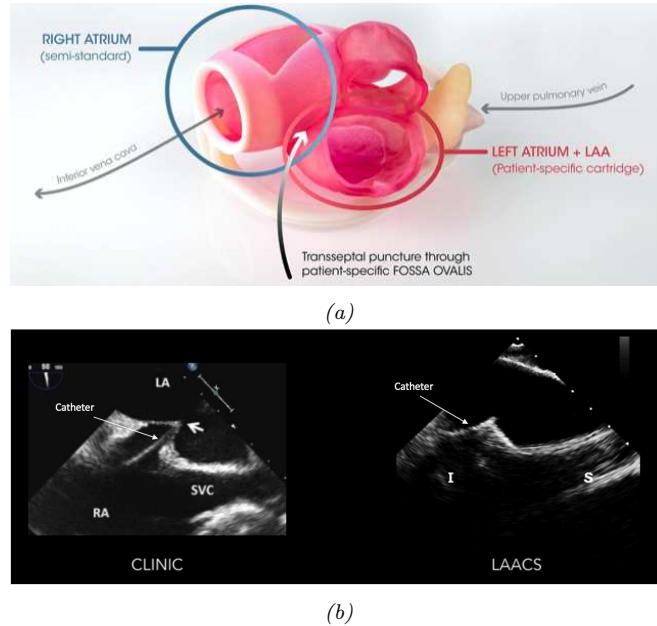 RIGHT ATRIUM
(semi-standard)
Upper pulmonary vein
Inferior vena cava
LEFT ATRIUM + LAA
(Patient-specific cartridge)
Transseptal puncture through
patient-specific FOSSA OVALIS
(a)
LA
Catheter
RA
SVC
CLINIC
Catheter
I
S
LAACS
(b)